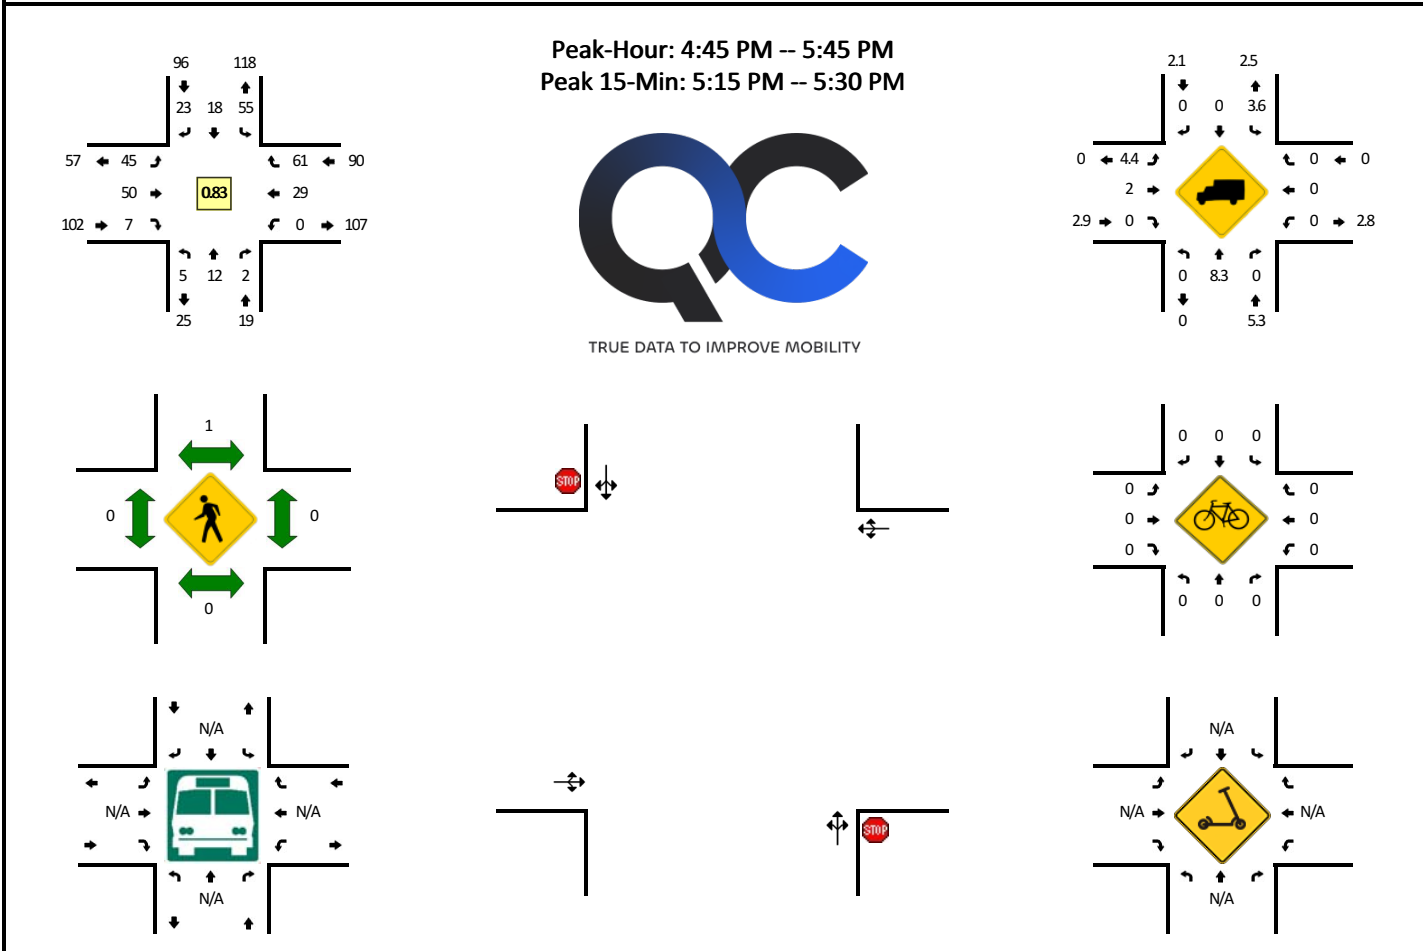 Peak-Hour: 4:45 PM -- 5:45 PM
Peak 15-Min: 5:15 PM -- 5:30 PM
96 118
23 18 55
57 45 61 90
50 0.83 29
102 7 0 107
5 12 2
25 19
TRUE DATA TO IMPROVE MOBILITY
2.1 2.5
0 0 3.6
0 4.4 0 0
2 0
2.9 0 0 2.8
0 8.3 0
0 5.3
1
0 0
0
STOP
STOP
0 0 0
0 0
0 0
0 0
0 0 0
N/A
N/A N/A
N/A
N/A
N/A N/A
N/A